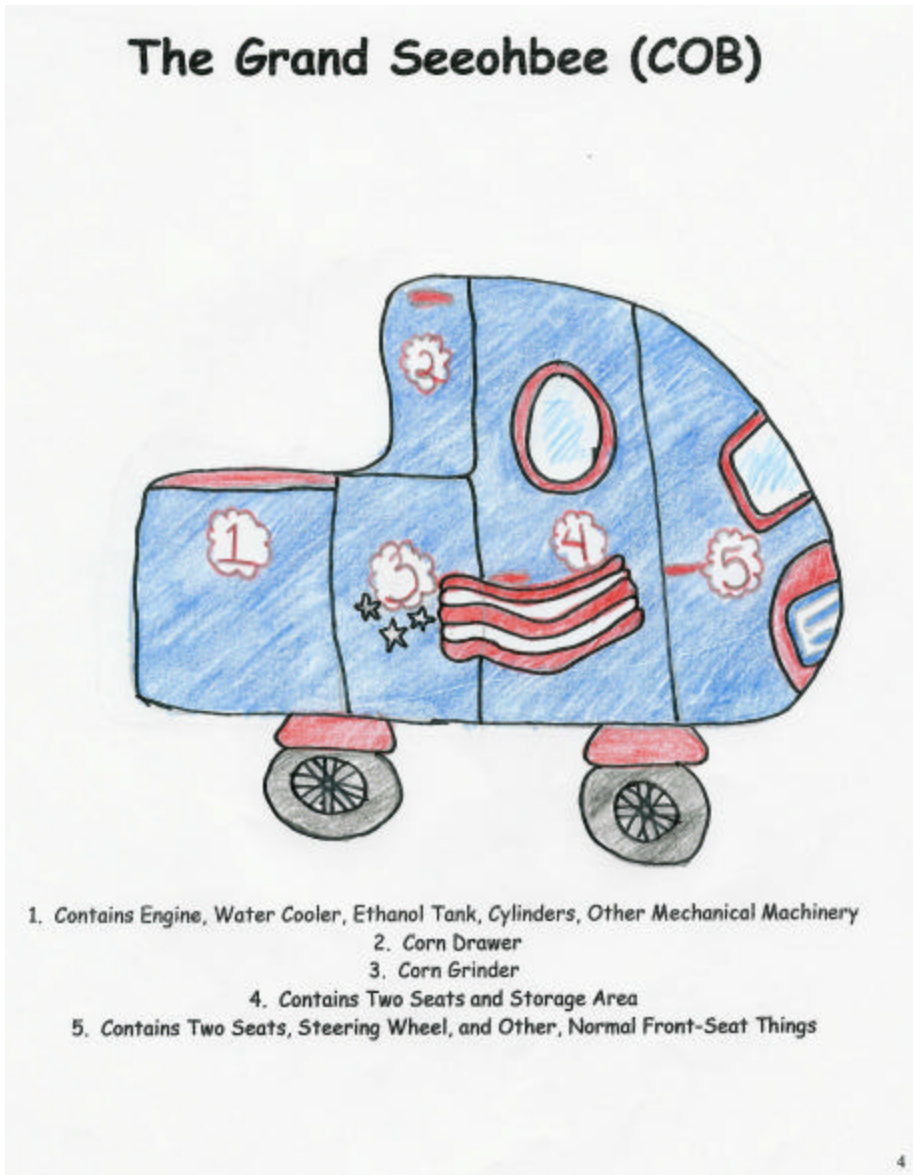 The Grand Seeohbee (COB)
2
1
3
4
5
1. Contains Engine, Water Cooler, Ethanol Tank, Cylinders, Other Mechanical Machinery
2. Corn Drawer
3. Corn Grinder
4. Contains Two Seats and Storage Area
5. Contains Two Seats, Steering Wheel, and Other, Normal Front-Seat Things
4